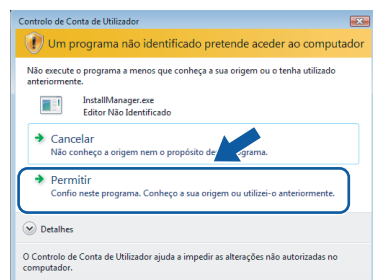 Controlo de Conta de Utilizador
Um programa não identificado pretende aceder ao computador
Não execute o programa a menos que conheça a sua origem ou o tenha utilizado
anteriormente.
InstallManager.exe
Editor Não Identificado
Cancelar
Não conheço a origem nem o propósito de programa.
Permitir
Confio neste programa. Conheço a sua origem ou utilizei-o anteriormente.
Detalhes
O Controlo de Conta de Utilizador ajuda a impedir as alterações não autorizadas no
computador.